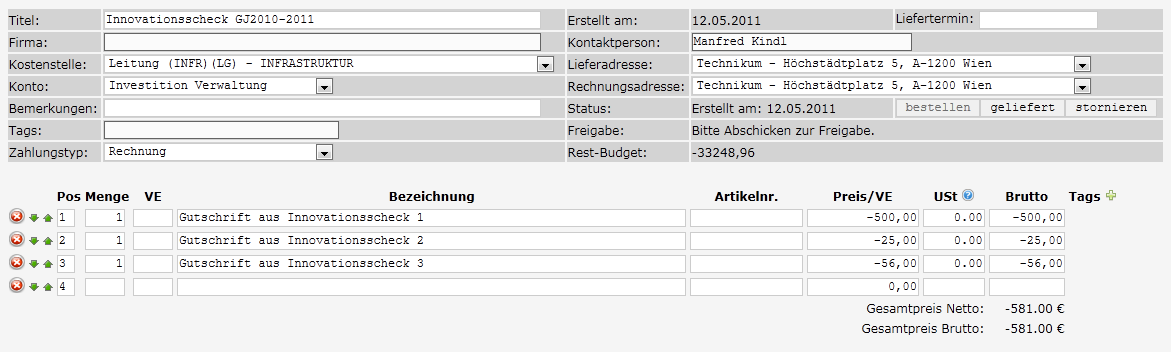 Titel: Innovationsscheck GJ2010-2011 Erstellt am: 12.05.2011 Liefertermin:
Firma: Kontaktperson: Manfred Kindl
Kostenstelle: Leitung (INFR)(LG) - INFRASTRUKTUR Lieferadresse: Technikum - Höchstädtplatz 5, A-1200 Wien
Konto: Investition Verwaltung Rechnungsadresse: Technikum - Höchstädtplatz 5, A-1200 Wien
Bemerkungen: Status: Erstellt am: 12.05.2011 bestellen geliefert stornieren
Tags: Freigabe: Bitte Abschicken zur Freigabe.
Zahlungstyp: Rechnung Rest-Budget: -33248,96
Pos Menge VE Bezeichnung Artikelnr. Preis/VE USt Brutto Tags
1 1 Gutschrift aus Innovationsscheck 1 -500,00 0.00 -500,00
2 1 Gutschrift aus Innovationsscheck 2 -25,00 0.00 -25,00
3 1 Gutschrift aus Innovationsscheck 3 -56,00 0.00 -56,00
4 0,00
Gesamtpreis Netto: -581.00 €
Gesamtpreis Brutto: -581.00 €